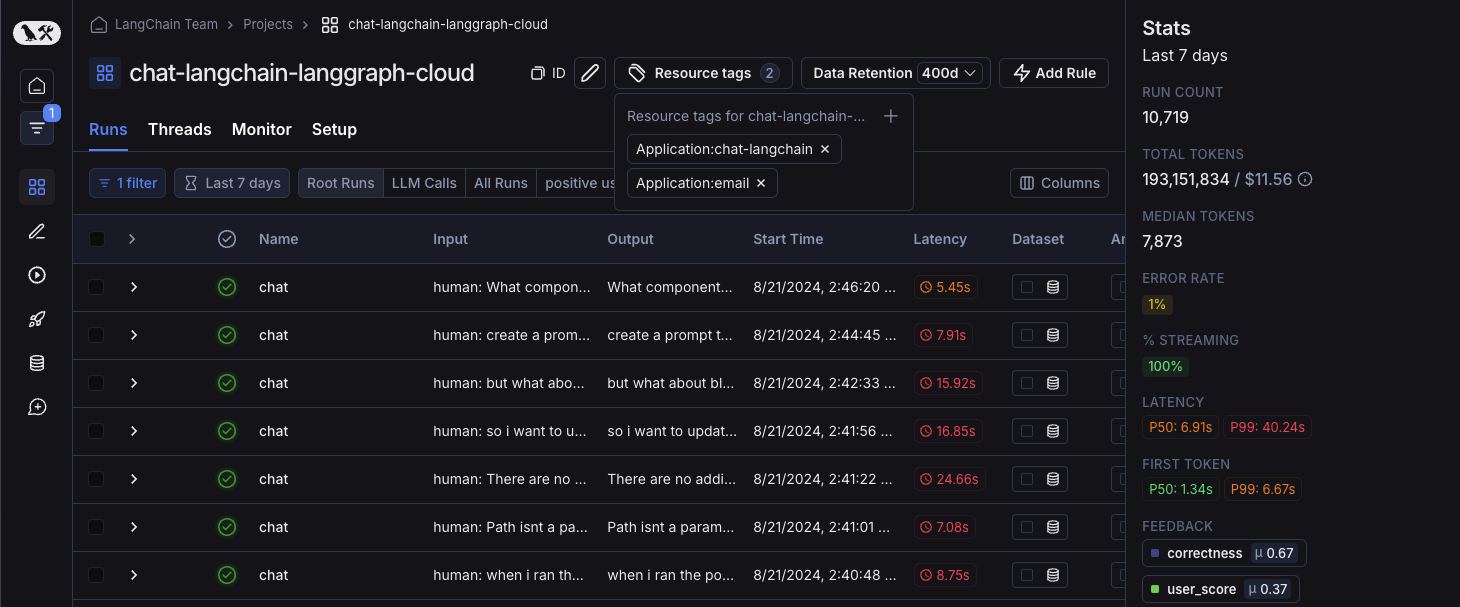 LangChain Team > Projects > chat-langchain-langgraph-cloud
chat-langchain-langgraph-cloud ID Resource tags 2 Data Retention 400d Add Rule
1
Resource tags for chat-langchain-...
Application:chat-langchain ×
Application:email ×
Runs Threads Monitor Setup
1 filter Last 7 days Root Runs LLM Calls All Runs positive us Columns
Name Input Output Start Time Latency Dataset An
chat human: What compon... What component... 8/21/2024, 2:46:20 ... 5.45s
chat human: create a prom... create a prompt t... 8/21/2024, 2:44:45 ... 7.91s
chat human: but what abo... but what about bl... 8/21/2024, 2:42:33 ... 15.92s
chat human: so i want to u... so i want to updat... 8/21/2024, 2:41:56 ... 16.85s
chat human: There are no ... There are no addi... 8/21/2024, 2:41:22 ... 24.66s
chat human: Path isnt a pa... Path isnt a param... 8/21/2024, 2:41:01 ... 7.08s
chat human: when i ran th... when i ran the po... 8/21/2024, 2:40:48 ... 8.75s
Stats
Last 7 days
RUN COUNT
10,719
TOTAL TOKENS
193,151,834 / $11.56
MEDIAN TOKENS
7,873
ERROR RATE
1%
% STREAMING
100%
LATENCY
P50: 6.91s P99: 40.24s
FIRST TOKEN
P50: 1.34s P99: 6.67s
FEEDBACK
correctness μ 0.67
user_score μ 0.37